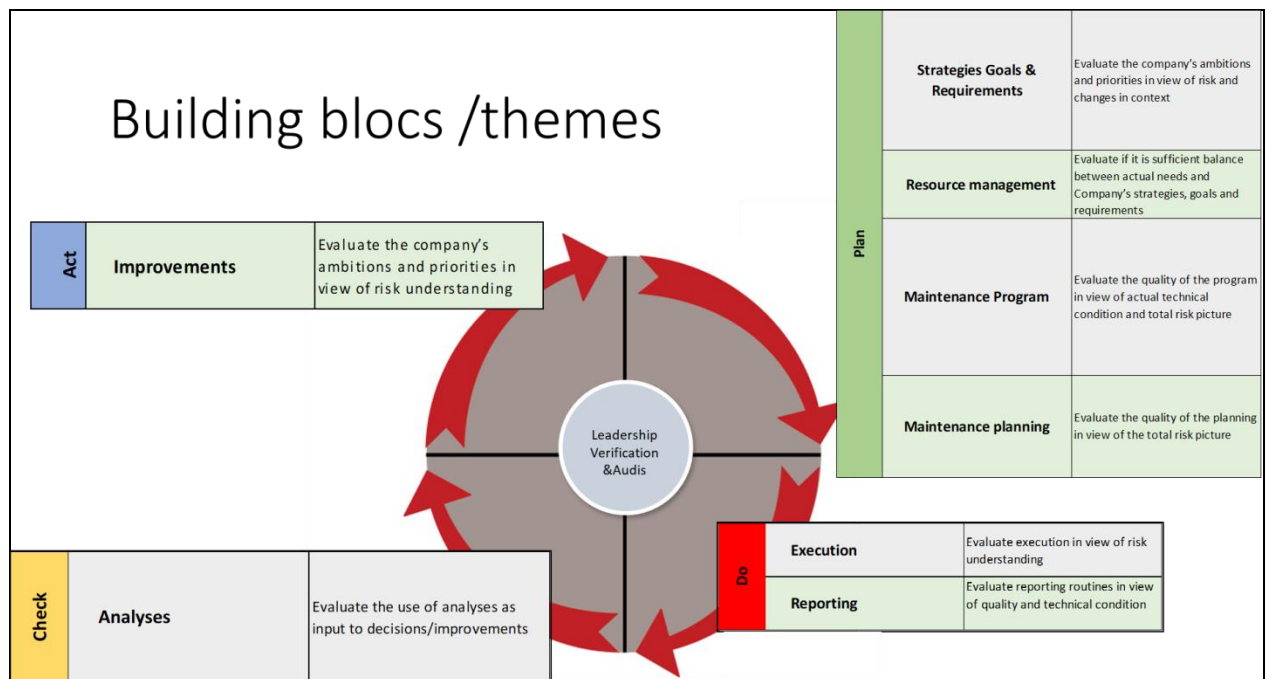 Building blocs /themes
Plan
Strategies Goals &
Requirements
Evaluate the company's ambitions
and priorities in view of risk and
changes in context
Resource management
Evaluate if it is sufficient balance
between actual needs and
Company's strategies, goals and
requirements
Maintenance Program
Evaluate the quality of the program
in view of actual technical
condition and total risk picture
Maintenance planning
Evaluate the quality of the planning
in view of the total risk picture
Act
Improvements
Evaluate the company's
ambitions and priorities in
view of risk understanding
Leadership
Verification
&Audis
Do
Execution
Evaluate execution in view of risk
understanding
Reporting
Evaluate reporting routines in view
of quality and technical condition
Check
Analyses
Evaluate the use of analyses as
input to decisions/improvements